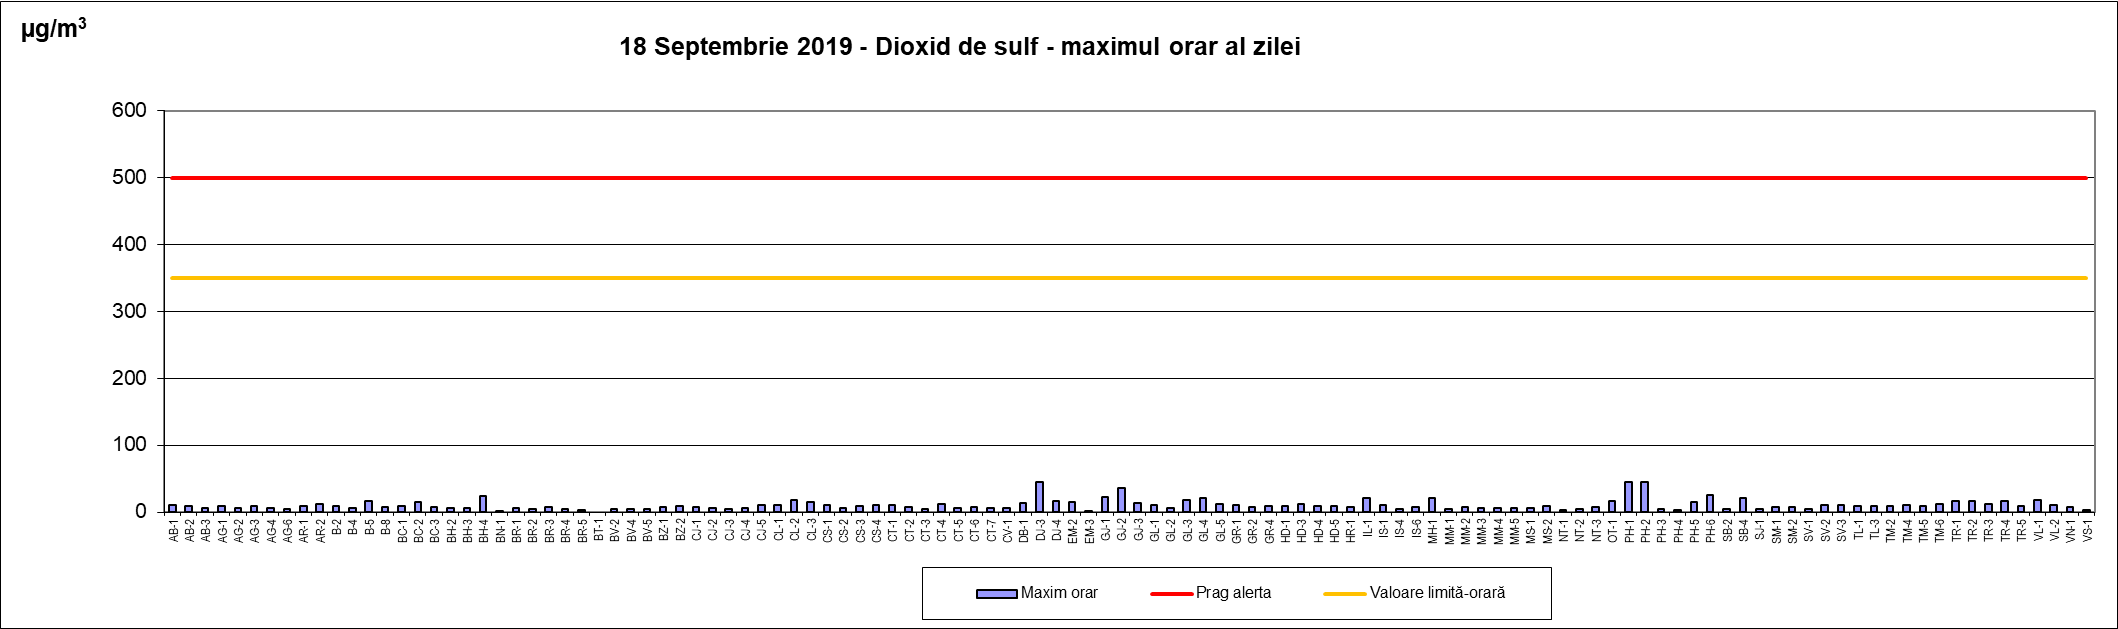 µg/m³
18 Septembrie 2019 - Dioxid de sulf - maximul orar al zilei
600
500
400
300
200
100
0
AB-1 AB-2 AB-3 AG-1 AG-2 AG-3 AG-4 AG-6 AR-1 AR-2 B-2 B-4 B-5 B-8 BC-1 BC-2 BC-3 BH-2 BH-3 BH-4 BN-1 BR-1 BR-2 BR-3 BR-4 BR-5 BT-1 BV-2 BV-4 BV-5 BZ-1 BZ-2 CJ-1 CJ-2 CJ-3 CJ-4 CJ-5 CL-1 CL-2 CL-3 CS-1 CS-2 CS-3 CS-4 CT-1 CT-2 CT-3 CT-4 CT-5 CT-6 CT-7 CV-1 DB-1 DJ-3 DJ-4 EM-2 EM-3 GJ-1 GJ-2 GJ-3 GL-1 GL-2 GL-3 GL-4 GL-5 GR-1 GR-2 GR-4 HD-1 HD-3 HD-4 HD-5 HR-1 IL-1 IS-1 IS-4 IS-6 MH-1 MM-1 MM-2 MM-3 MM-4 MM-5 MS-1 MS-2 NT-1 NT-2 NT-3 OT-1 PH-1 PH-2 PH-3 PH-4 PH-5 PH-6 SB-2 SB-4 SJ-1 SM-1 SM-2 SV-1 SV-2 SV-3 TL-1 TL-3 TM-2 TM-4 TM-5 TM-6 TR-1 TR-2 TR-3 TR-4 TR-5 VL-1 VL-2 VN-1 VS-1
Maxim orar Prag alerta Valoare limită-orară